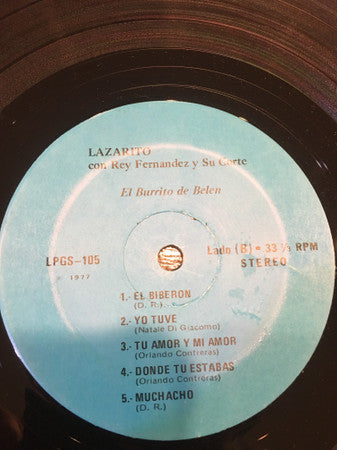 LAZARITO
con Rey Fernandez y Su Corte
El Burrito de Belen
LPGS-105
Lado (B) • 33 ⅓ RPM
℗ 1977
STEREO
1.- EL BIBERON
(D. R.)
2.- YO TUVE
(Natale Di Giacomo)
3.- TU AMOR Y MI AMOR
(Orlando Contreras)
4.- DONDE TU ESTABAS
(Orlando Contreras)
5.- MUCHACHO
(D. R.)